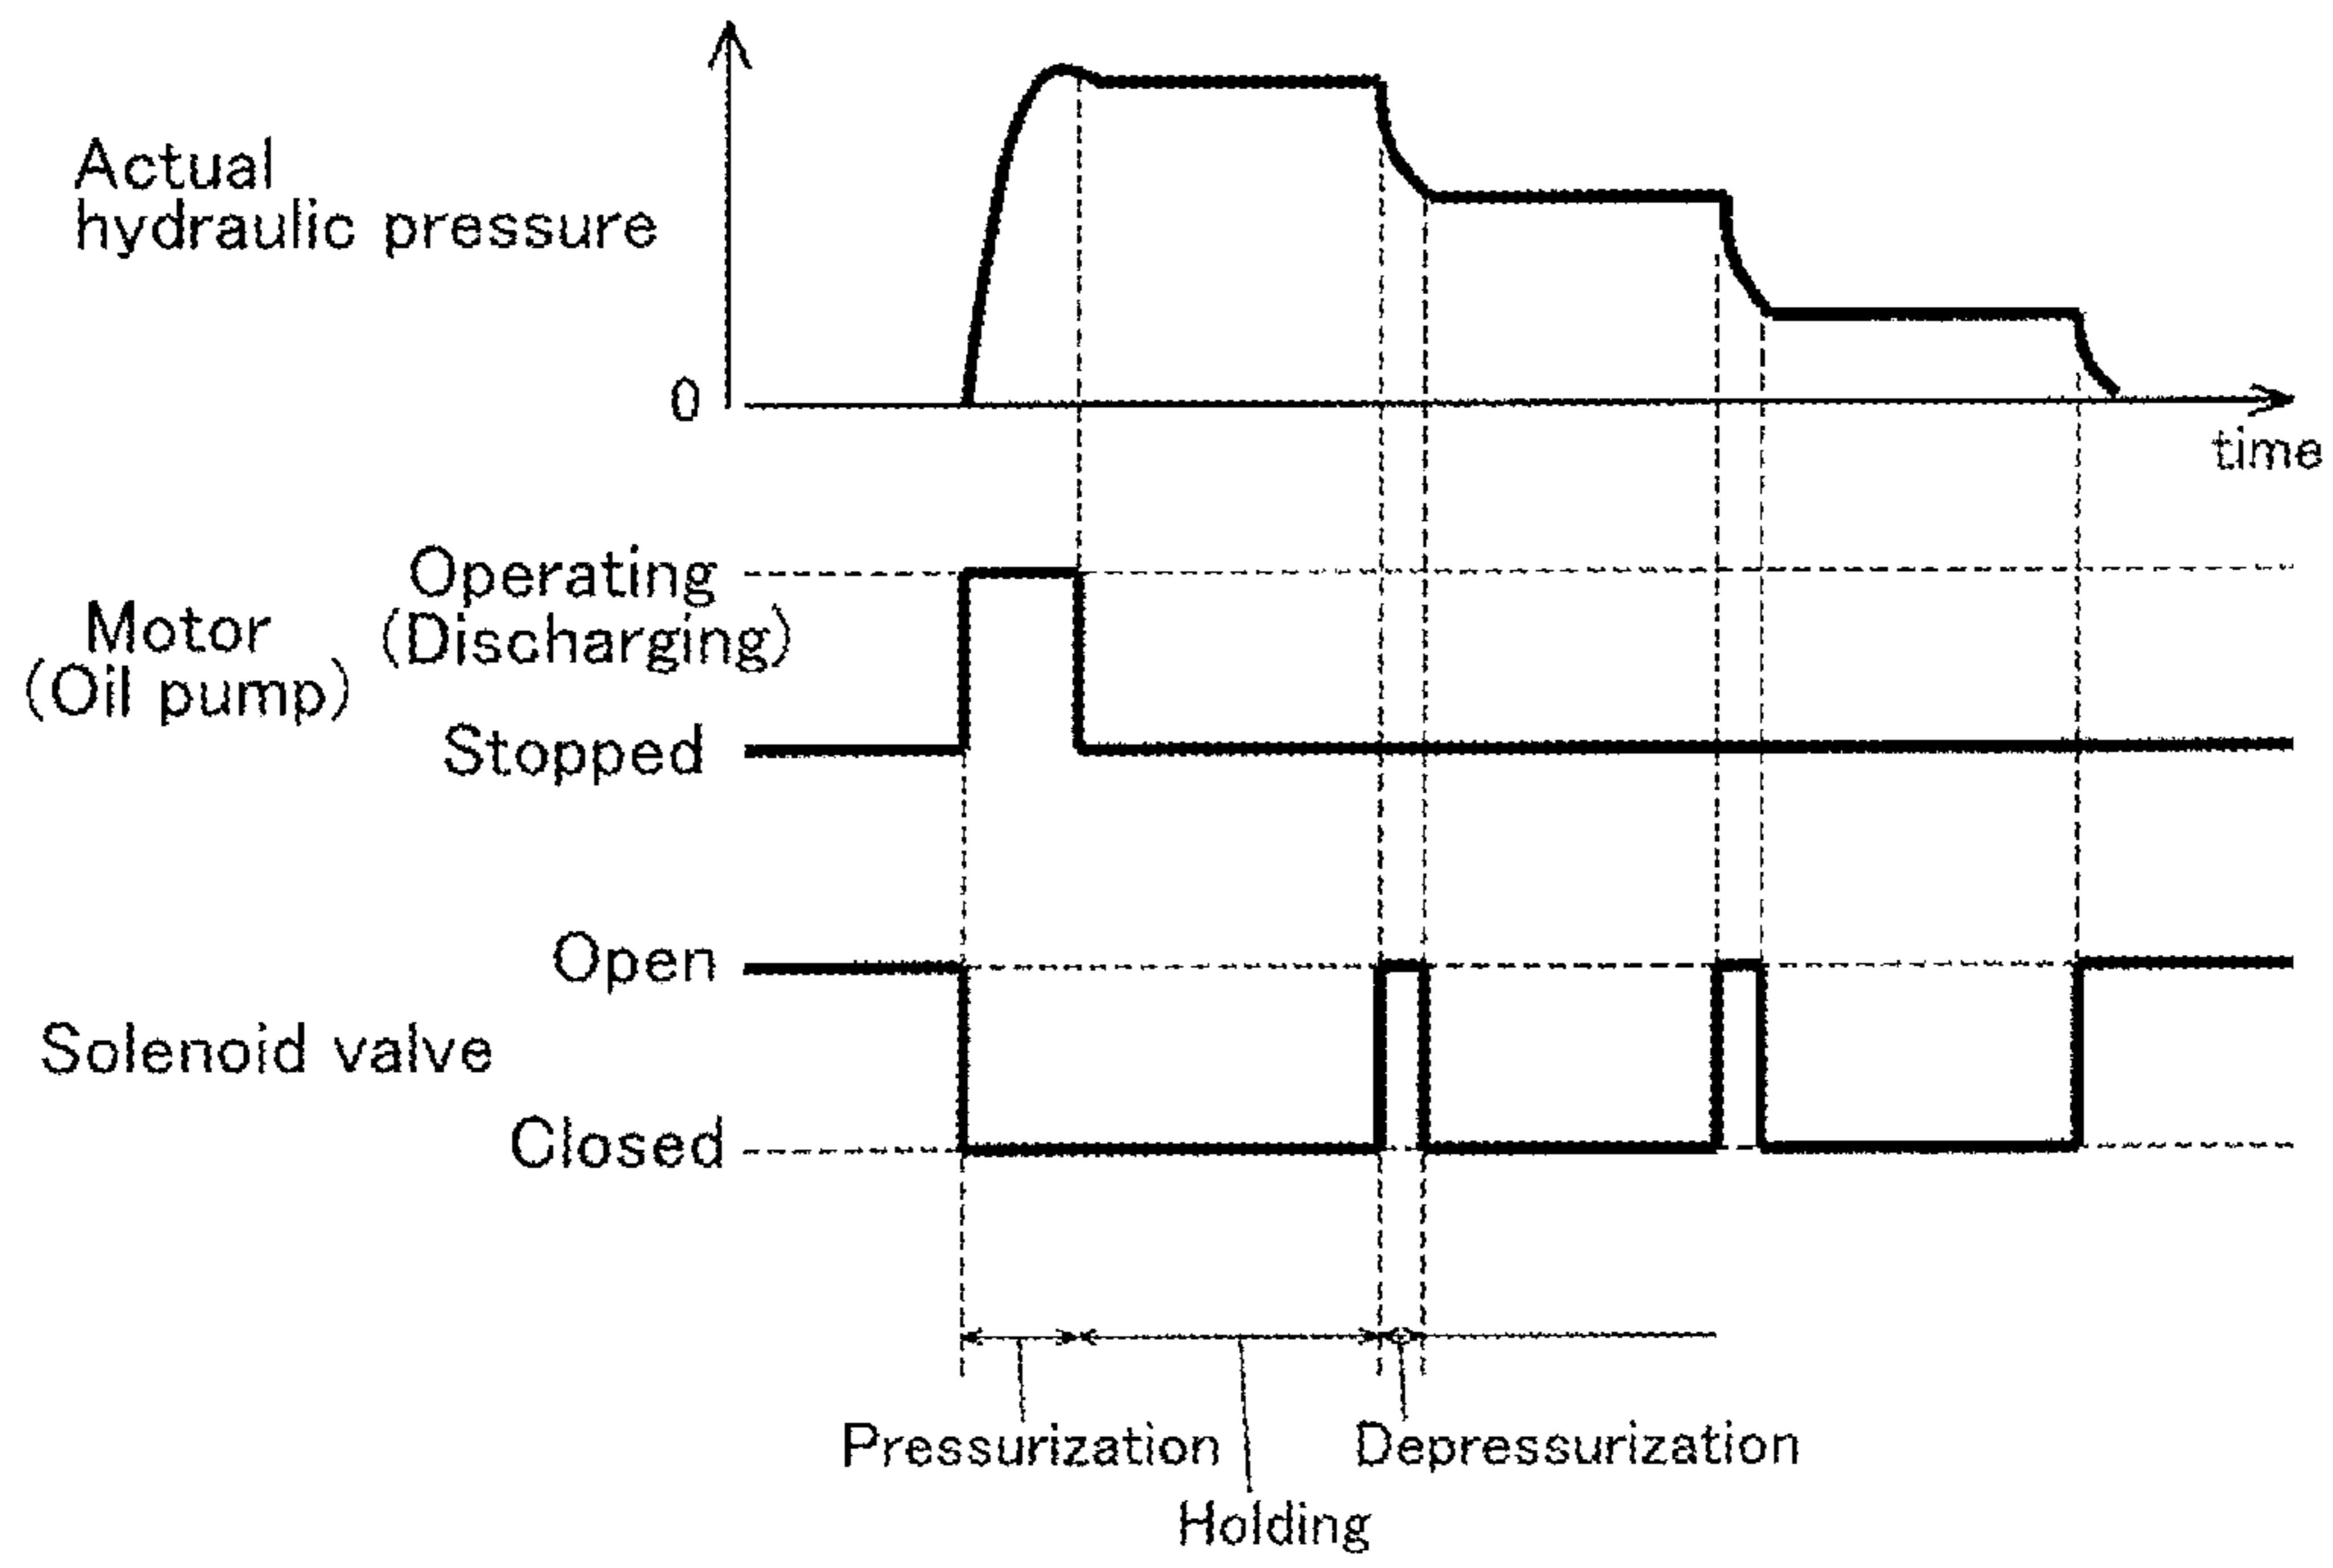 Actual
hydraulic pressure
0
time
Operating
(Discharging)
Motor
(Oil pump)
Stopped
Open
Solenoid valve
Closed
Pressurization
Depressurization
Holding